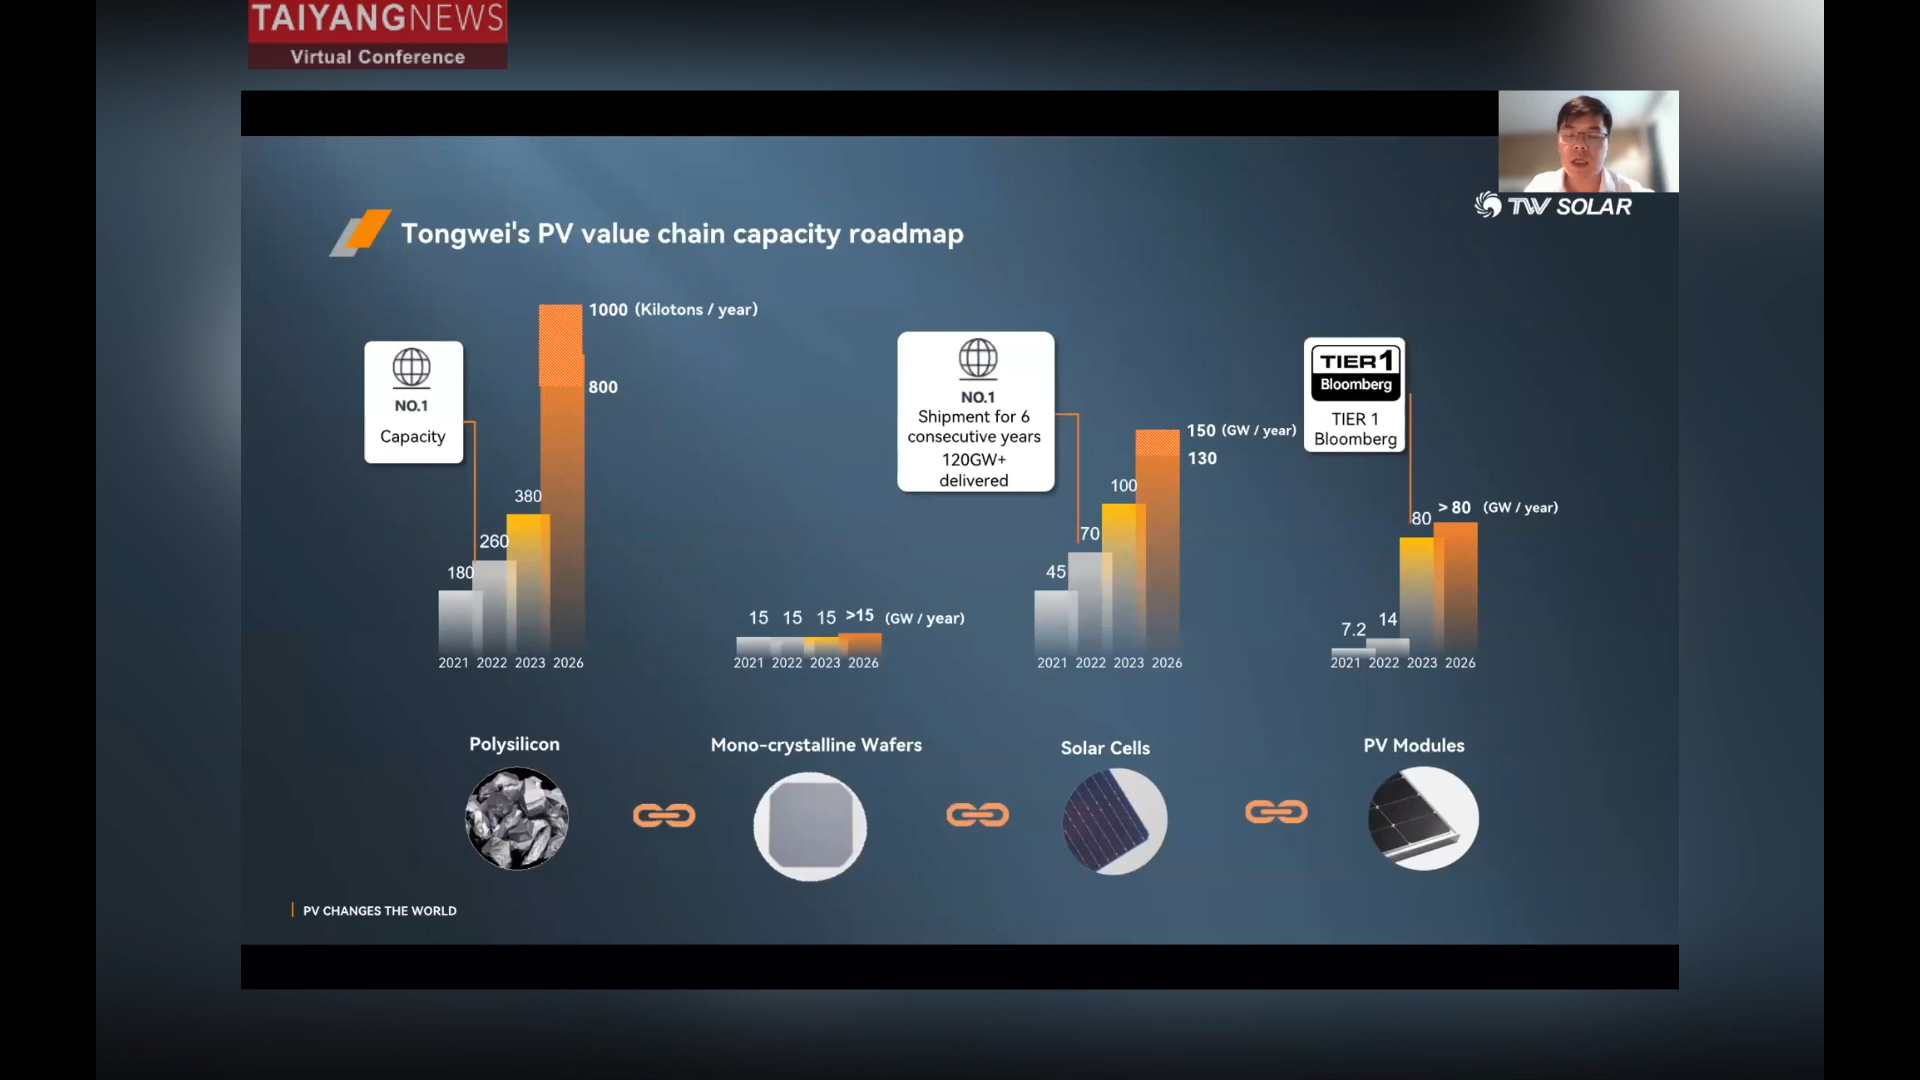 TAIYANGNEWS
Virtual Conference
TW SOLAR
Tongwei's PV value chain capacity roadmap
NO.1
Capacity
1000 (Kilotons / year)
800
380
260
180
2021 2022 2023 2026
15 15 15 >15 (GW / year)
2021 2022 2023 2026
NO.1
Shipment for 6
consecutive years
120GW+
delivered
150 (GW / year)
130
100
70
45
2021 2022 2023 2026
TIER1
Bloomberg
TIER 1
Bloomberg
80 > 80 (GW / year)
14
7.2
2021 2022 2023 2026
Polysilicon
Mono-crystalline Wafers
Solar Cells
PV Modules
PV CHANGES THE WORLD